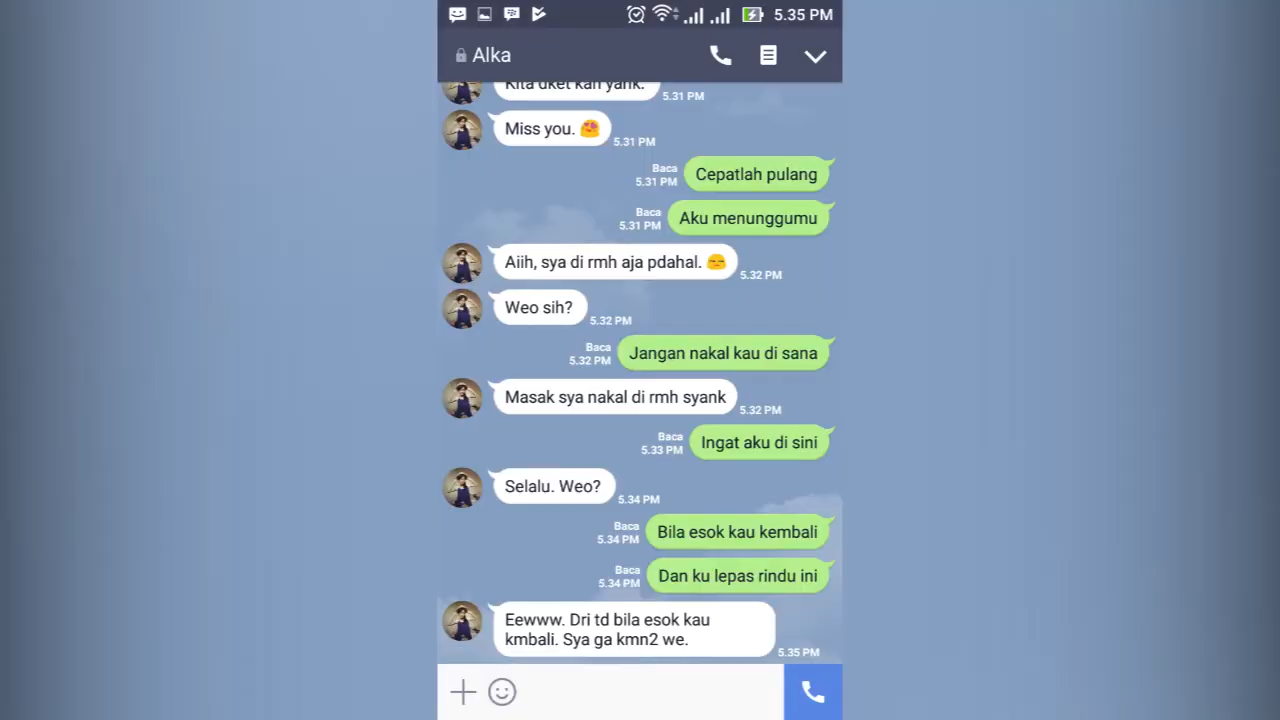 5.35 PM
Alka
Kita uket kan yank.
5.31 PM
Miss you.
5.31 PM
Baca
5.31 PM
Cepatlah pulang
Baca
5.31 PM
Aku menunggumu
Aiih, sya di rmh aja pdahal.
5.32 PM
Weo sih?
5.32 PM
Baca
5.32 PM
Jangan nakal kau di sana
Masak sya nakal di rmh syank
5.32 PM
Baca
5.33 PM
Ingat aku di sini
Selalu. Weo?
5.34 PM
Baca
5.34 PM
Bila esok kau kembali
Baca
5.34 PM
Dan ku lepas rindu ini
Eewww. Dri td bila esok kau
kmbali. Sya ga kmn2 we.
5.35 PM